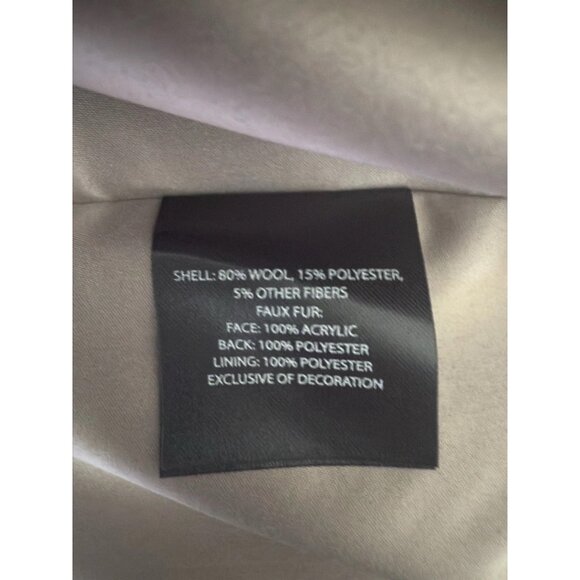 SHELL: 80% WOOL, 15% POLYESTER,
5% OTHER FIBERS
FAUX FUR:
FACE: 100% ACRYLIC
BACK: 100% POLYESTER
LINING: 100% POLYESTER
EXCLUSIVE OF DECORATION